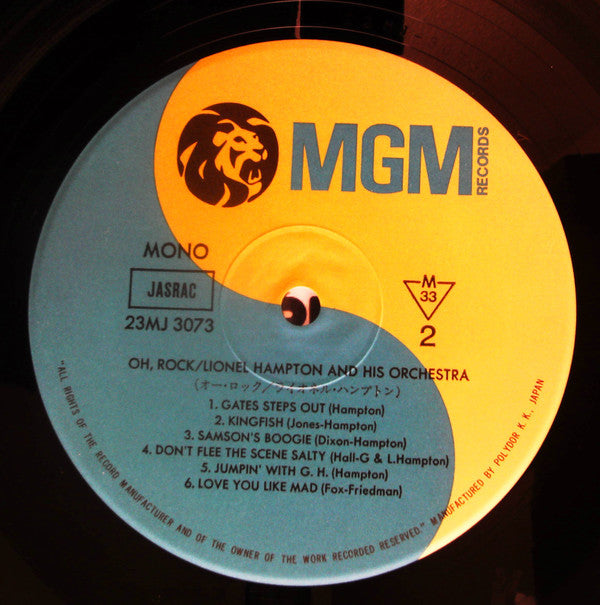 MGM
RECORDS
MONO
JASRAC
23MJ 3073
M
33
2
OH, ROCK/LIONEL HAMPTON AND HIS ORCHESTRA
(オー・ロック/ライオネル・ハンプトン)
1. GATES STEPS OUT (Hampton)
2. KINGFISH (Jones-Hampton)
3. SAMSON'S BOOGIE (Dixon-Hampton)
4. DON'T FLEE THE SCENE SALTY (Hall-G & L.Hampton)
5. JUMPIN' WITH G. H. (Hampton)
6. LOVE YOU LIKE MAD (Fox-Friedman)
"ALL RIGHTS OF THE RECORD MANUFACTURER AND OF THE OWNER OF THE WORK RECORDED RESERVED." MANUFACTURED BY POLYDOR K. K., JAPAN